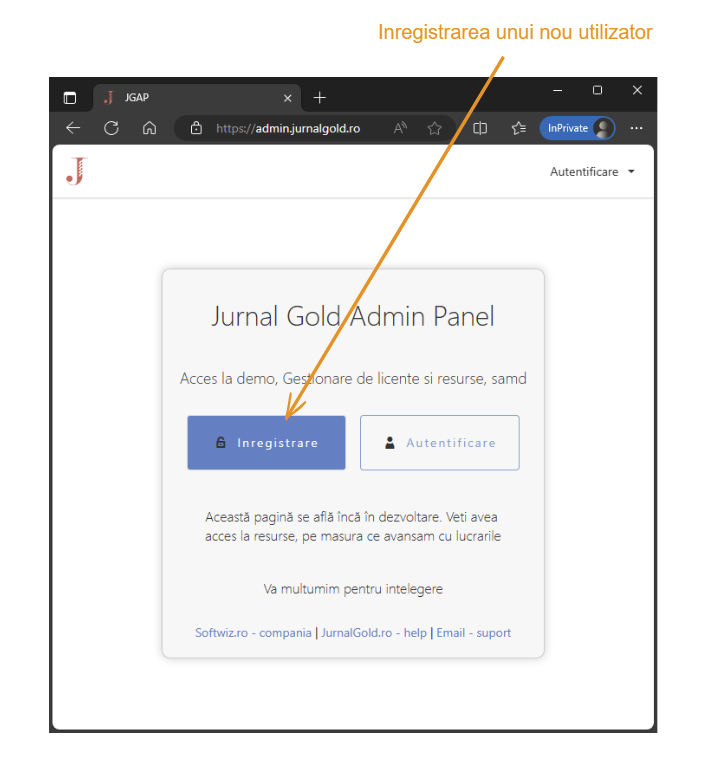 Inregistrarea unui nou utilizator
JGAP
https://admin.jurnalgold.ro
InPrivate
Autentificare
Jurnal Gold Admin Panel
Acces la demo, Gestionare de licente si resurse, samd
Inregistrare
Autentificare
Această pagină se află încă în dezvoltare. Veti avea
acces la resurse, pe masura ce avansam cu lucrarile
Va multumim pentru intelegere
Softwiz.ro - compania | JurnalGold.ro - help | Email - suport